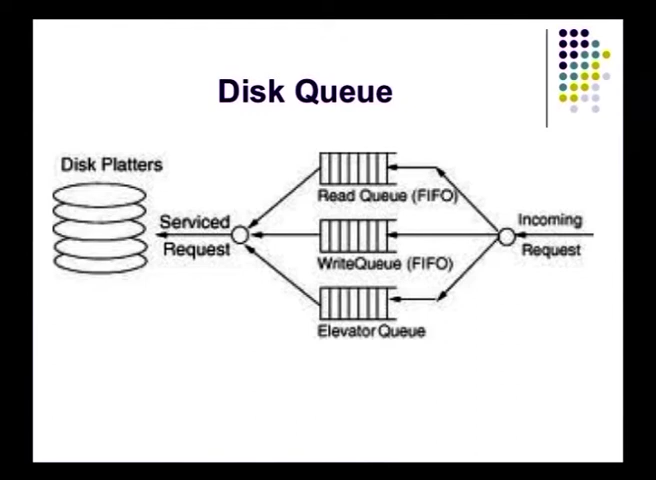 Disk Queue
Disk Platters
Read Queue (FIFO)
Serviced
Request
Incoming
Request
WriteQueue (FIFO)
Elevator Queue